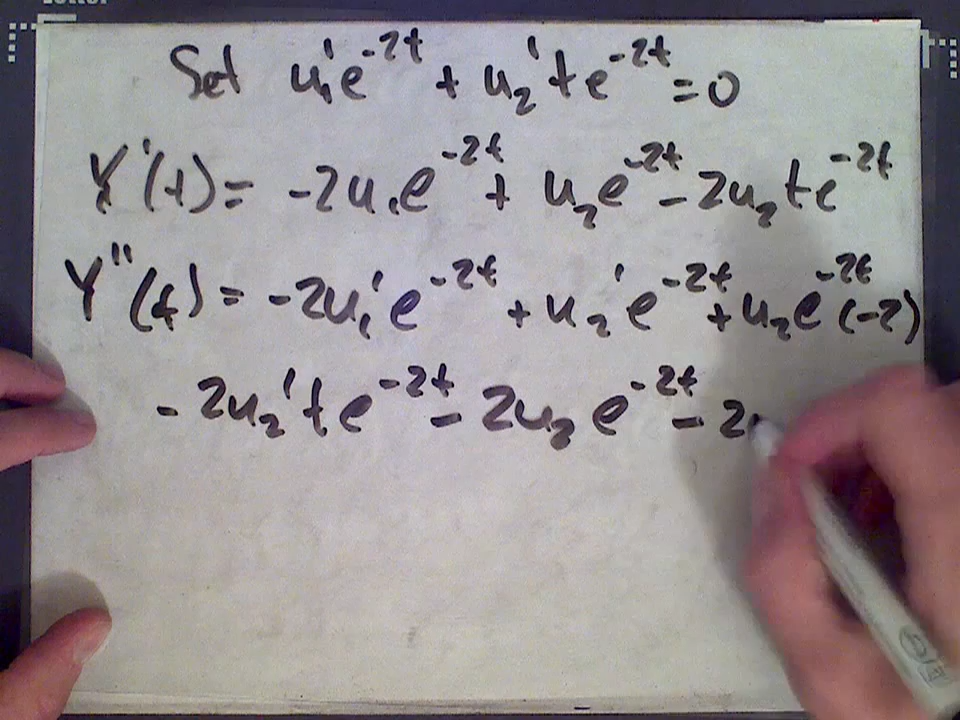 Letter
Set u₁'e⁻²ᵗ + u₂'te⁻²ᵗ = 0
Y'(t) = -2u₁e⁻²ᵗ + u₂e⁻²ᵗ - 2u₂te⁻²ᵗ
Y''(t) = -2u₁'e⁻²ᵗ + u₂'e⁻²ᵗ + u₂e⁻²ᵗ(-2)
- 2u₂'te⁻²ᵗ - 2u₂e⁻²ᵗ - 2